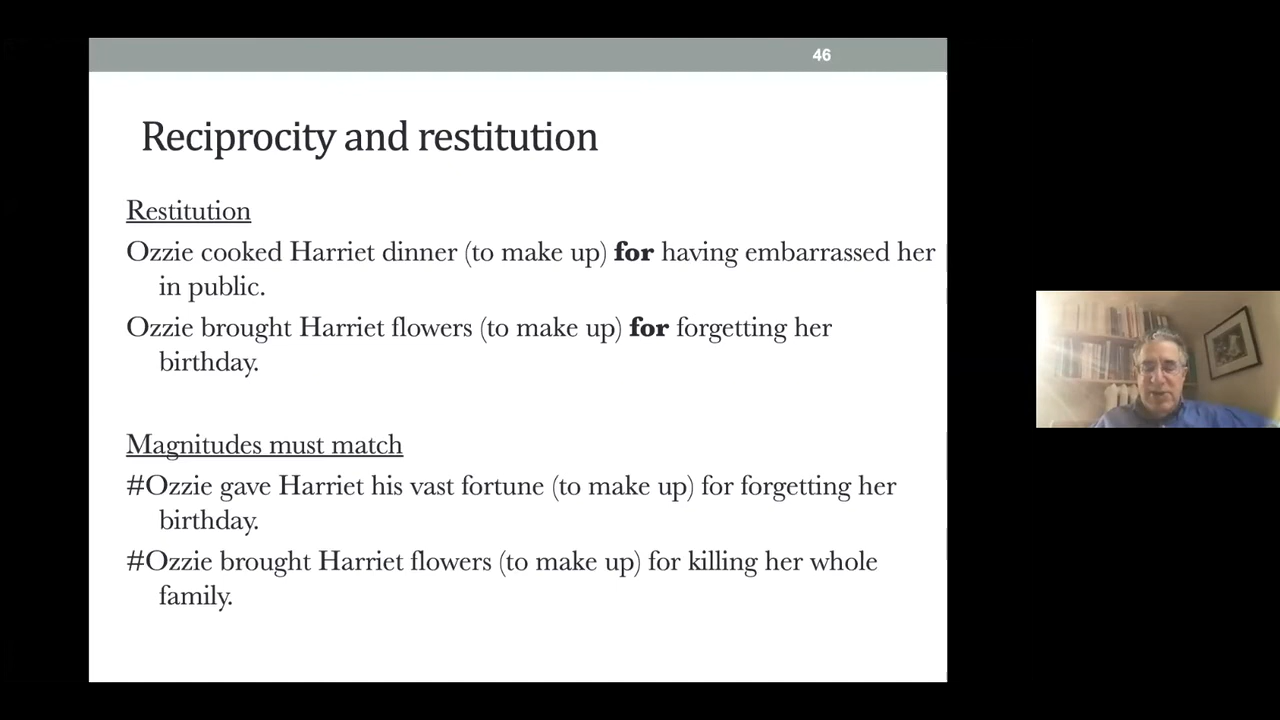 46
Reciprocity and restitution
Restitution
Ozzie cooked Harriet dinner (to make up) for having embarrassed her
in public.
Ozzie brought Harriet flowers (to make up) for forgetting her
birthday.
Magnitudes must match
#Ozzie gave Harriet his vast fortune (to make up) for forgetting her
birthday.
#Ozzie brought Harriet flowers (to make up) for killing her whole
family.